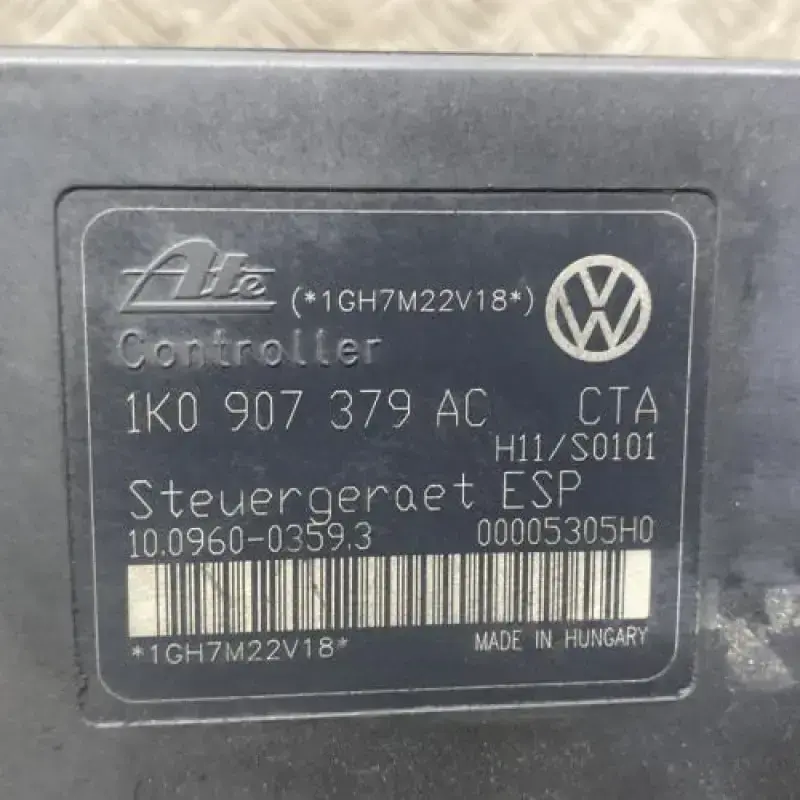 Ate (*1GH7M22V18*)
Controller
1K0 907 379 AC CTA
H11/S0101
Steuergeraet ESP
10.0960-0359.3 00005305H0
*1GH7M22V18* MADE IN HUNGARY